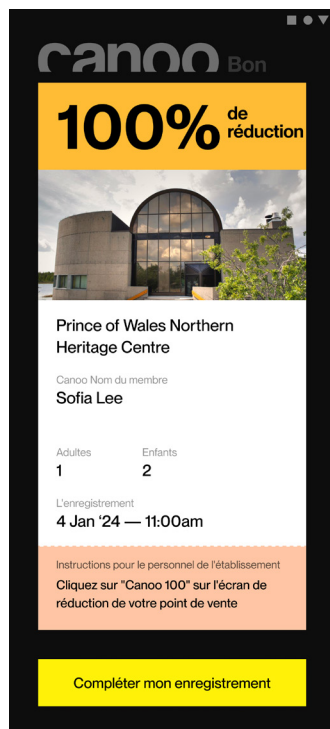 canoo Bon
100% de
réduction
Prince of Wales Northern
Heritage Centre
Canoo Nom du membre
Sofia Lee
Adultes Enfants
1 2
L'enregistrement
4 Jan ‘24 — 11:00am
Instructions pour le personnel de l'établissement
Cliquez sur "Canoo 100" sur l'écran de
réduction de votre point de vente
Compléter mon enregistrement